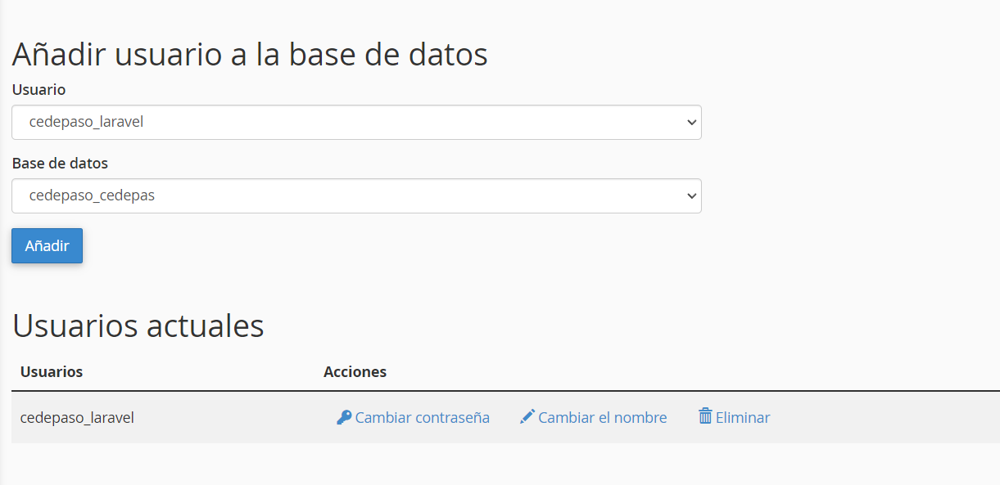 Añadir usuario a la base de datos
Usuario
cedepaso_laravel
Base de datos
cedepaso_cedepas
Añadir
Usuarios actuales
Usuarios Acciones
cedepaso_laravel Cambiar contraseña Cambiar el nombre Eliminar